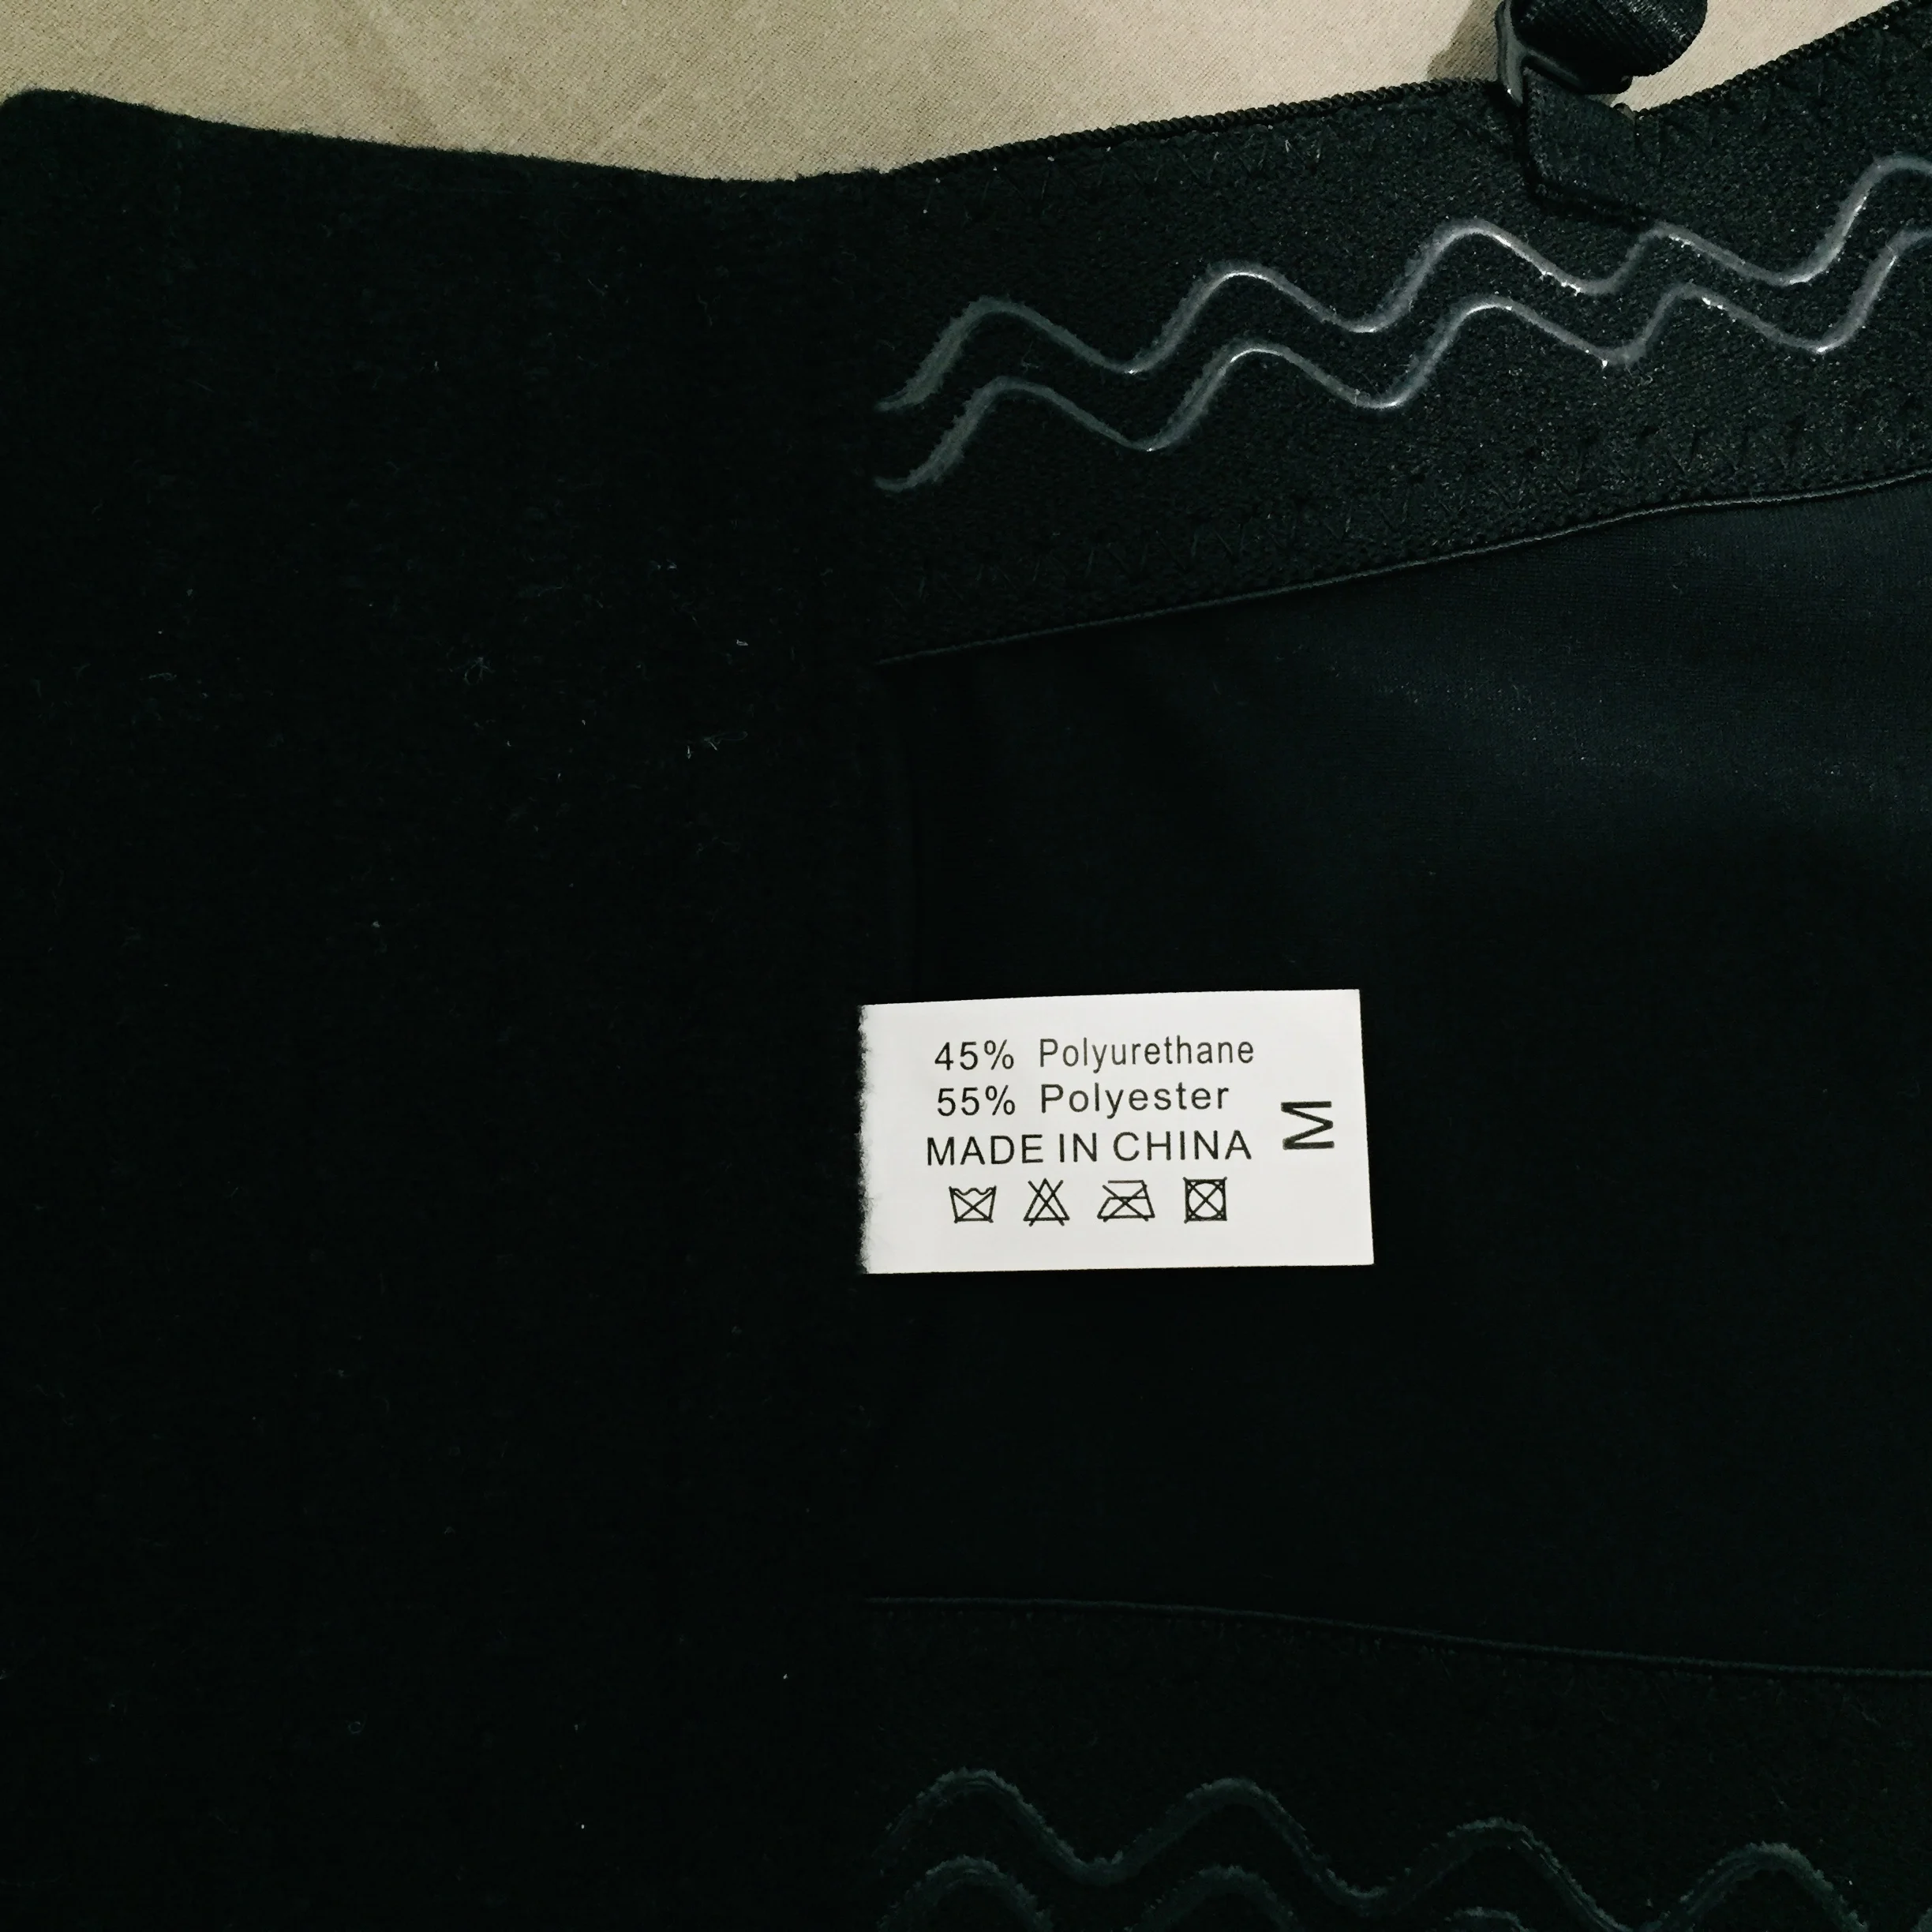 45% Polyurethane
55% Polyester
MADE IN CHINA
M